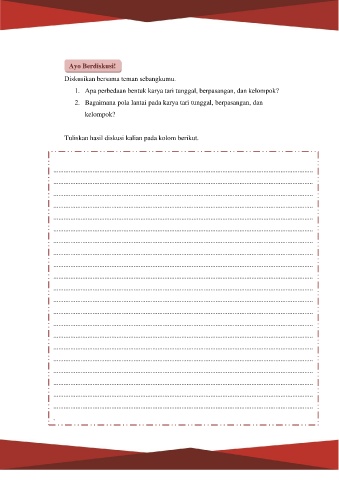 Ayo Berdiskusi!
Diskusikan bersama teman sebangkumu.
1. Apa perbedaan bentuk karya tari tunggal, berpasangan, dan kelompok?
2. Bagaimana pola lantai pada karya tari tunggal, berpasangan, dan
kelompok?
Tuliskan hasil diskusi kalian pada kolom berikut.